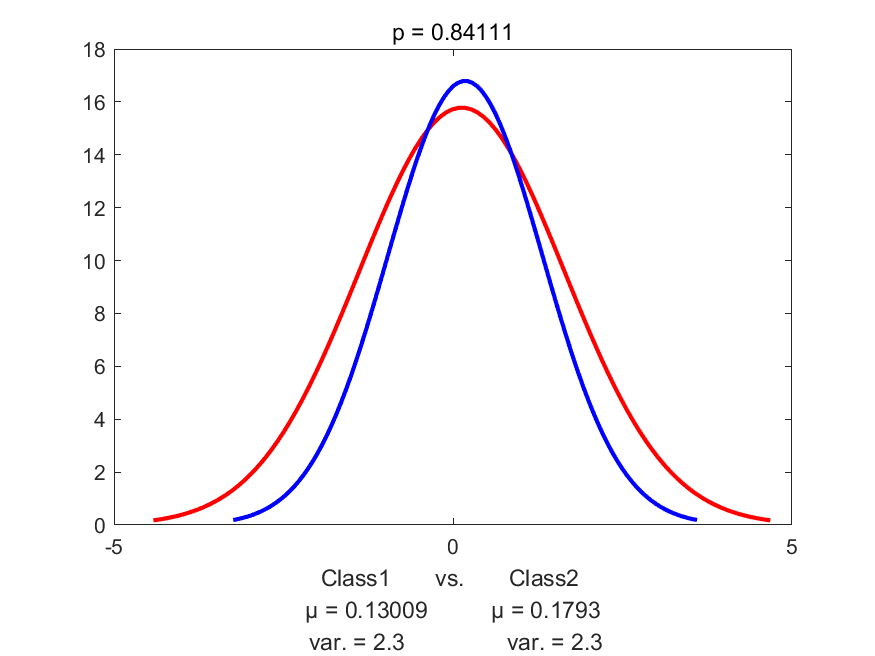 p = 0.84111
18
16
14
12
10
8
6
4
2
0
-5 0 5
Class1 vs. Class2
μ = 0.13009 μ = 0.1793
var. = 2.3 var. = 2.3